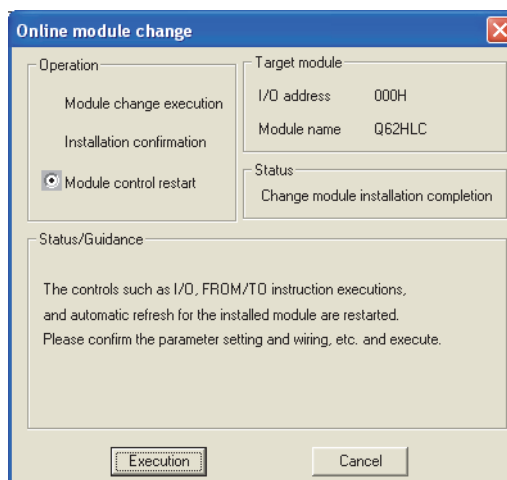 Online module change
Operation
Module change execution
Installation confirmation
Module control restart
Target module
I/O address 000H
Module name Q62HLC
Status
Change module installation completion
Status/Guidance
The controls such as I/O, FROM/TO instruction executions,
and automatic refresh for the installed module are restarted.
Please confirm the parameter setting and wiring, etc. and execute.
Execution
Cancel